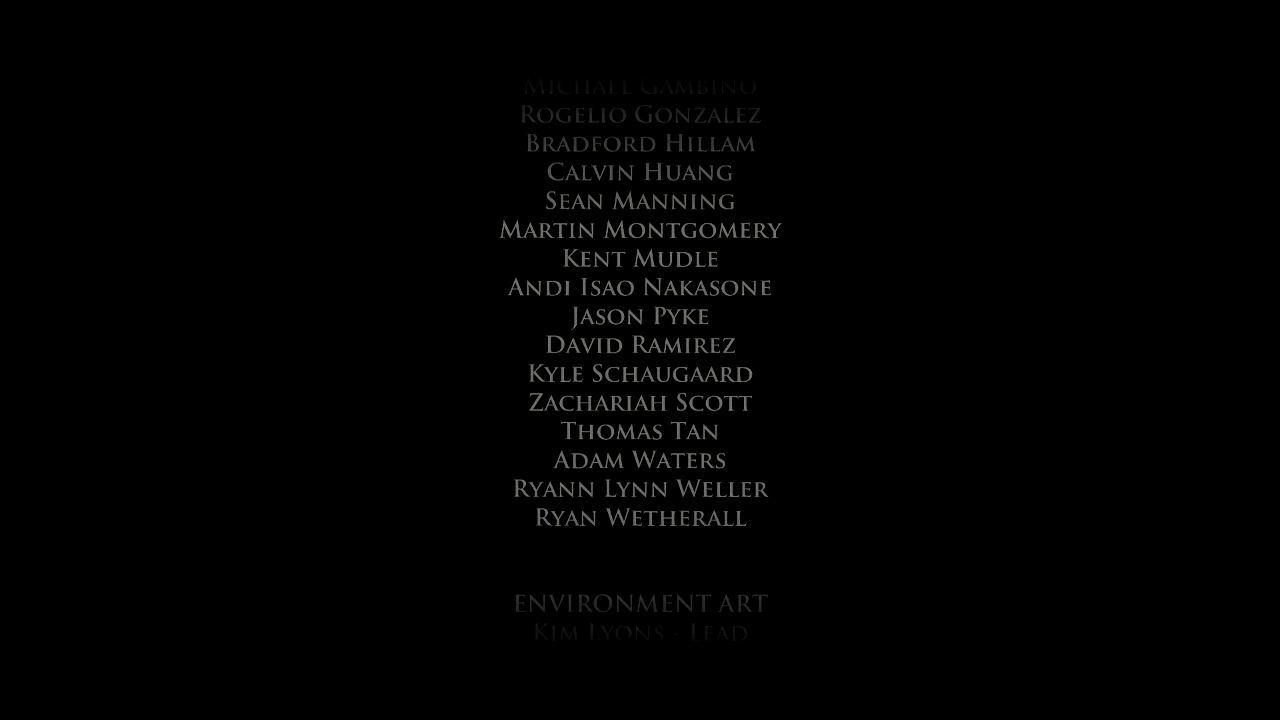 Michael Gambino
Rogelio Gonzalez
Bradford Hillam
Calvin Huang
Sean Manning
Martin Montgomery
Kent Mudle
Andi Isao Nakasone
Jason Pyke
David Ramirez
Kyle Schaugaard
Zachariah Scott
Thomas Tan
Adam Waters
Ryann Lynn Weller
Ryan Wetherall
ENVIRONMENT ART
Kim Lyons - Lead